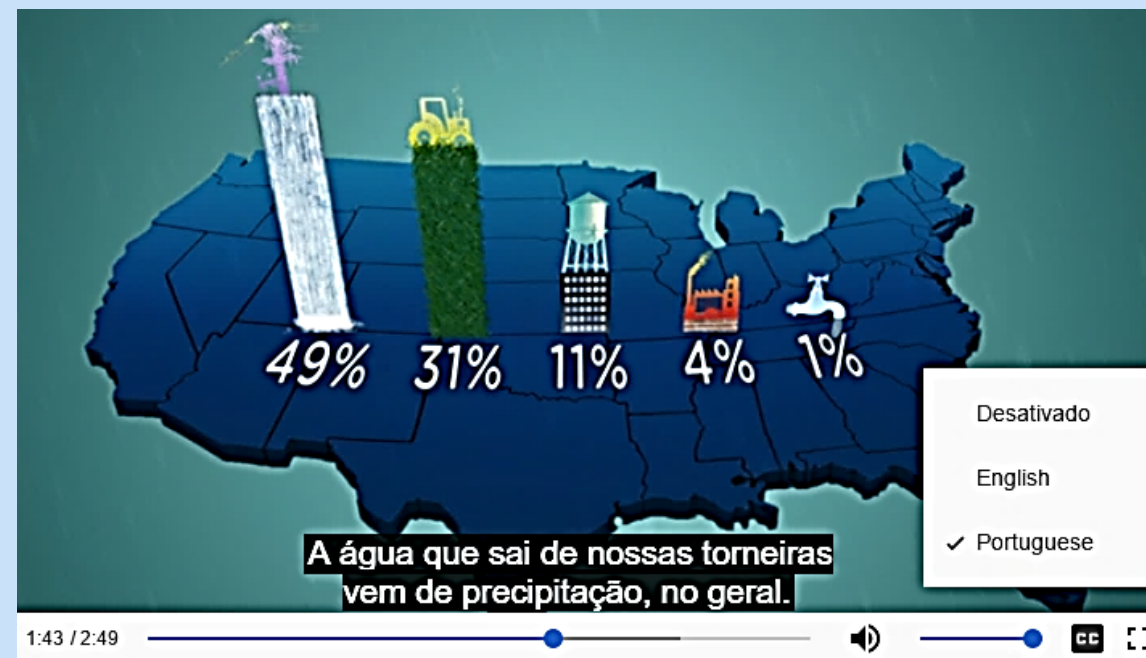 49% 31% 11% 4% 1%
Desativado
English
✓ Portuguese
A água que sai de nossas torneiras
vem de precipitação, no geral.
1:43 / 2:49
CC